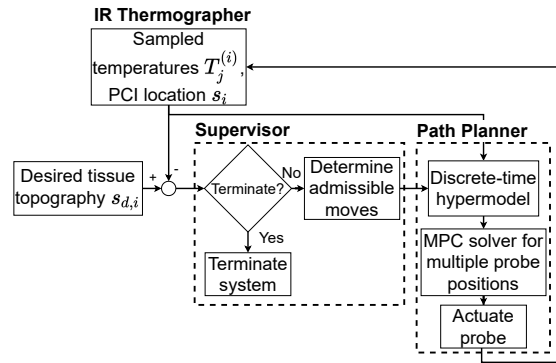 IR Thermographer
Sampled
temperatures $T_j^{(i)}$,
PCI location $s_i$
Supervisor
Path Planner
Desired tissue
topography $s_{d,i}$
+
-
Terminate?
No
Yes
Determine
admissible
moves
Terminate
system
Discrete-time
hypermodel
MPC solver for
multiple probe
positions
Actuate
probe